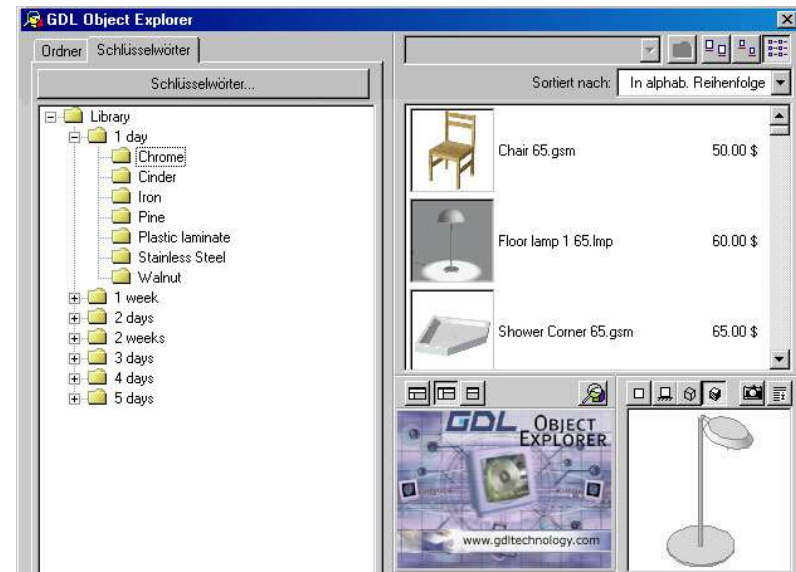 GDL Object Explorer
Ordner
Schlüsselwörter
Schlüsselwörter...
Library
1 day
Chrome
Cinder
Iron
Pine
Plastic laminate
Stainless Steel
Walnut
1 week
2 days
2 weeks
3 days
4 days
5 days
Sortiert nach: In alphab. Reihenfolge
Chair 65.gsm 50.00 $
Floor lamp 1 65.lmp 60.00 $
Shower Corner 65.gsm 65.00 $
GDL OBJECT
EXPLORER
www.gdltechnology.com